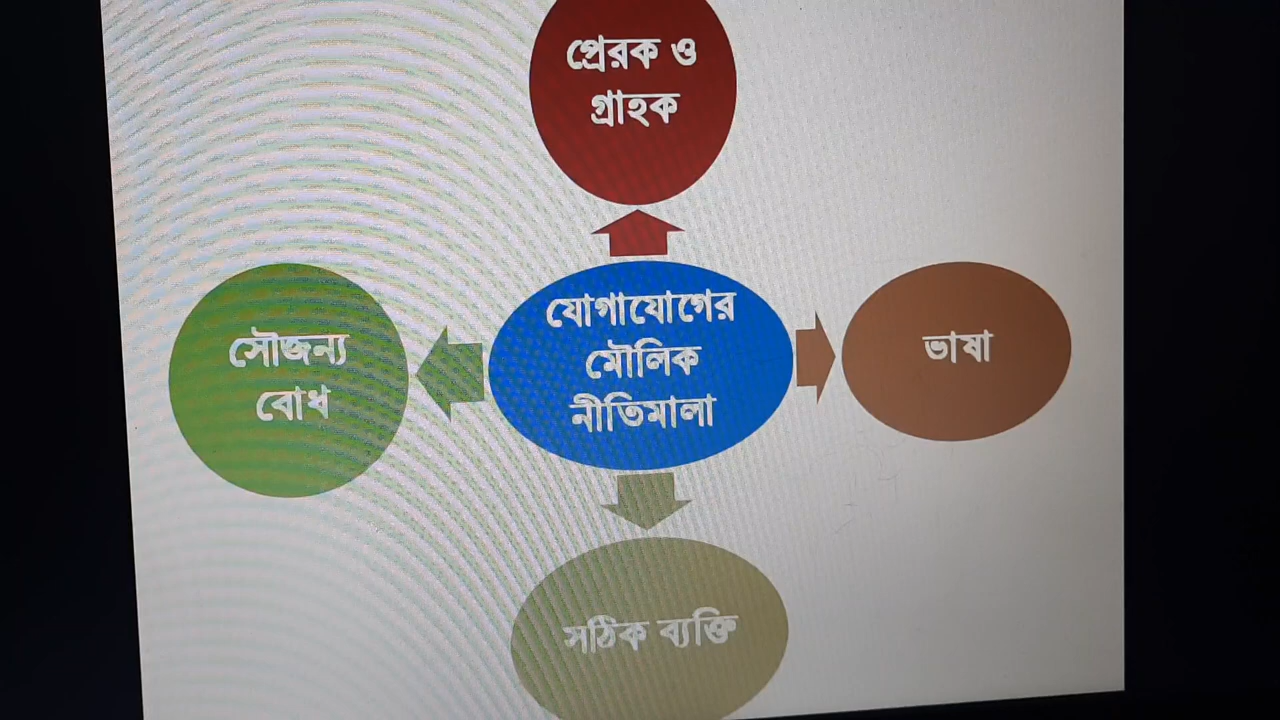 প্রেরক ও
গ্রাহক
সৌজন্য
বোধ
যোগাযোগের
মৌলিক
নীতিমালা
ভাষা
সঠিক ব্যক্তি